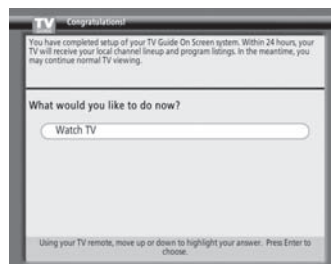 TV Congratulations!
You have completed setup of your TV Guide On Screen system. Within 24 hours, your
TV will receive your local channel lineup and program listings. In the meantime, you
may continue normal TV viewing.
What would you like to do now?
Watch TV
Using your TV remote, move up or down to highlight your answer. Press Enter to
choose.